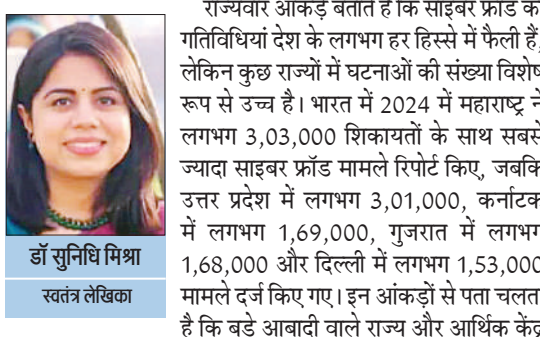 राज्यवार आंकड़े बताते हैं कि साइबर फ्रॉड की
गतिविधियां देश के लगभग हर हिस्से में फैली हैं,
लेकिन कुछ राज्यों में घटनाओं की संख्या विशेष
रूप से उच्च है। भारत में 2024 में महाराष्ट्र ने
लगभग 3,03,000 शिकायतों के साथ सबसे
ज्यादा साइबर फ्रॉड मामले रिपोर्ट किए, जबकि
उत्तर प्रदेश में लगभग 3,01,000, कर्नाटक
में लगभग 1,69,000, गुजरात में लगभग
1,68,000 और दिल्ली में लगभग 1,53,000
मामले दर्ज किए गए। इन आंकड़ों से पता चलता
है कि बड़े आबादी वाले राज्य और आर्थिक केंद्र
डॉ सुनिधि मिश्रा
स्वतंत्र लेखिका